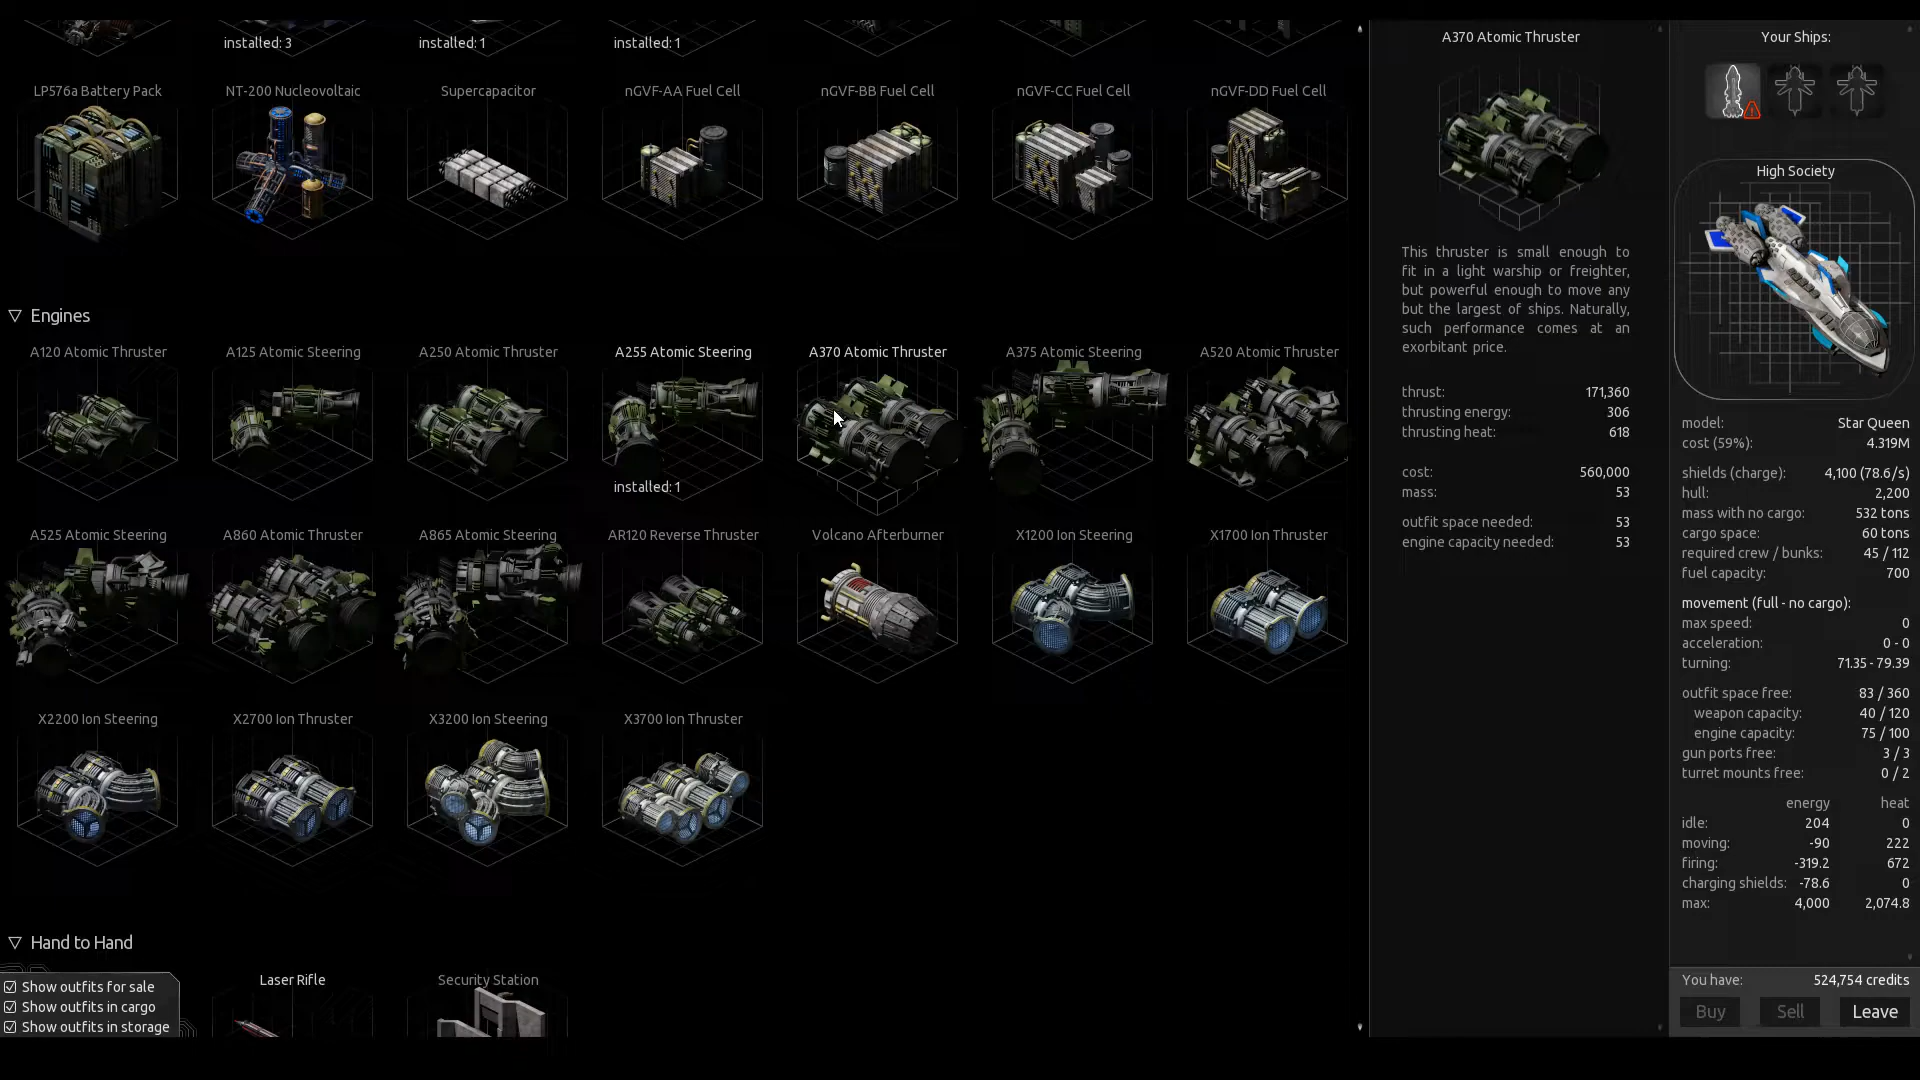 installed: 3
installed: 1
installed: 1
LP576a Battery Pack
NT-200 Nucleovoltaic
Supercapacitor
nGVF-AA Fuel Cell
nGVF-BB Fuel Cell
nGVF-CC Fuel Cell
nGVF-DD Fuel Cell
Engines
A120 Atomic Thruster
A125 Atomic Steering
A250 Atomic Thruster
A255 Atomic Steering
A370 Atomic Thruster
A375 Atomic Steering
A520 Atomic Thruster
installed: 1
A525 Atomic Steering
A860 Atomic Thruster
A865 Atomic Steering
AR120 Reverse Thruster
Volcano Afterburner
X1200 Ion Steering
X1700 Ion Thruster
X2200 Ion Steering
X2700 Ion Thruster
X3200 Ion Steering
X3700 Ion Thruster
Hand to Hand
Laser Rifle
Security Station
Show outfits for sale
Show outfits in cargo
Show outfits in storage
A370 Atomic Thruster
This thruster is small enough to
fit in a light warship or freighter,
but powerful enough to move any
but the largest of ships. Naturally,
such performance comes at an
exorbitant price.
thrust: 171,360
thrusting energy: 306
thrusting heat: 618
cost: 560,000
mass: 53
outfit space needed: 53
engine capacity needed: 53
Your Ships:
High Society
model: Star Queen
cost (59%): 4.319M
shields (charge): 4,100 (78.6/s)
hull: 2,200
mass with no cargo: 532 tons
cargo space: 60 tons
required crew / bunks: 45 / 112
fuel capacity: 700
movement (full - no cargo):
max speed: 0
acceleration: 0 - 0
turning: 71.35 - 79.39
outfit space free: 83 / 360
weapon capacity: 40 / 120
engine capacity: 75 / 100
gun ports free: 3 / 3
turret mounts free: 0 / 2
energy heat
idle: 204 0
moving: -90 222
firing: -319.2 672
charging shields: -78.6 0
max: 4,000 2,074.8
You have: 524,754 credits
Buy Sell Leave